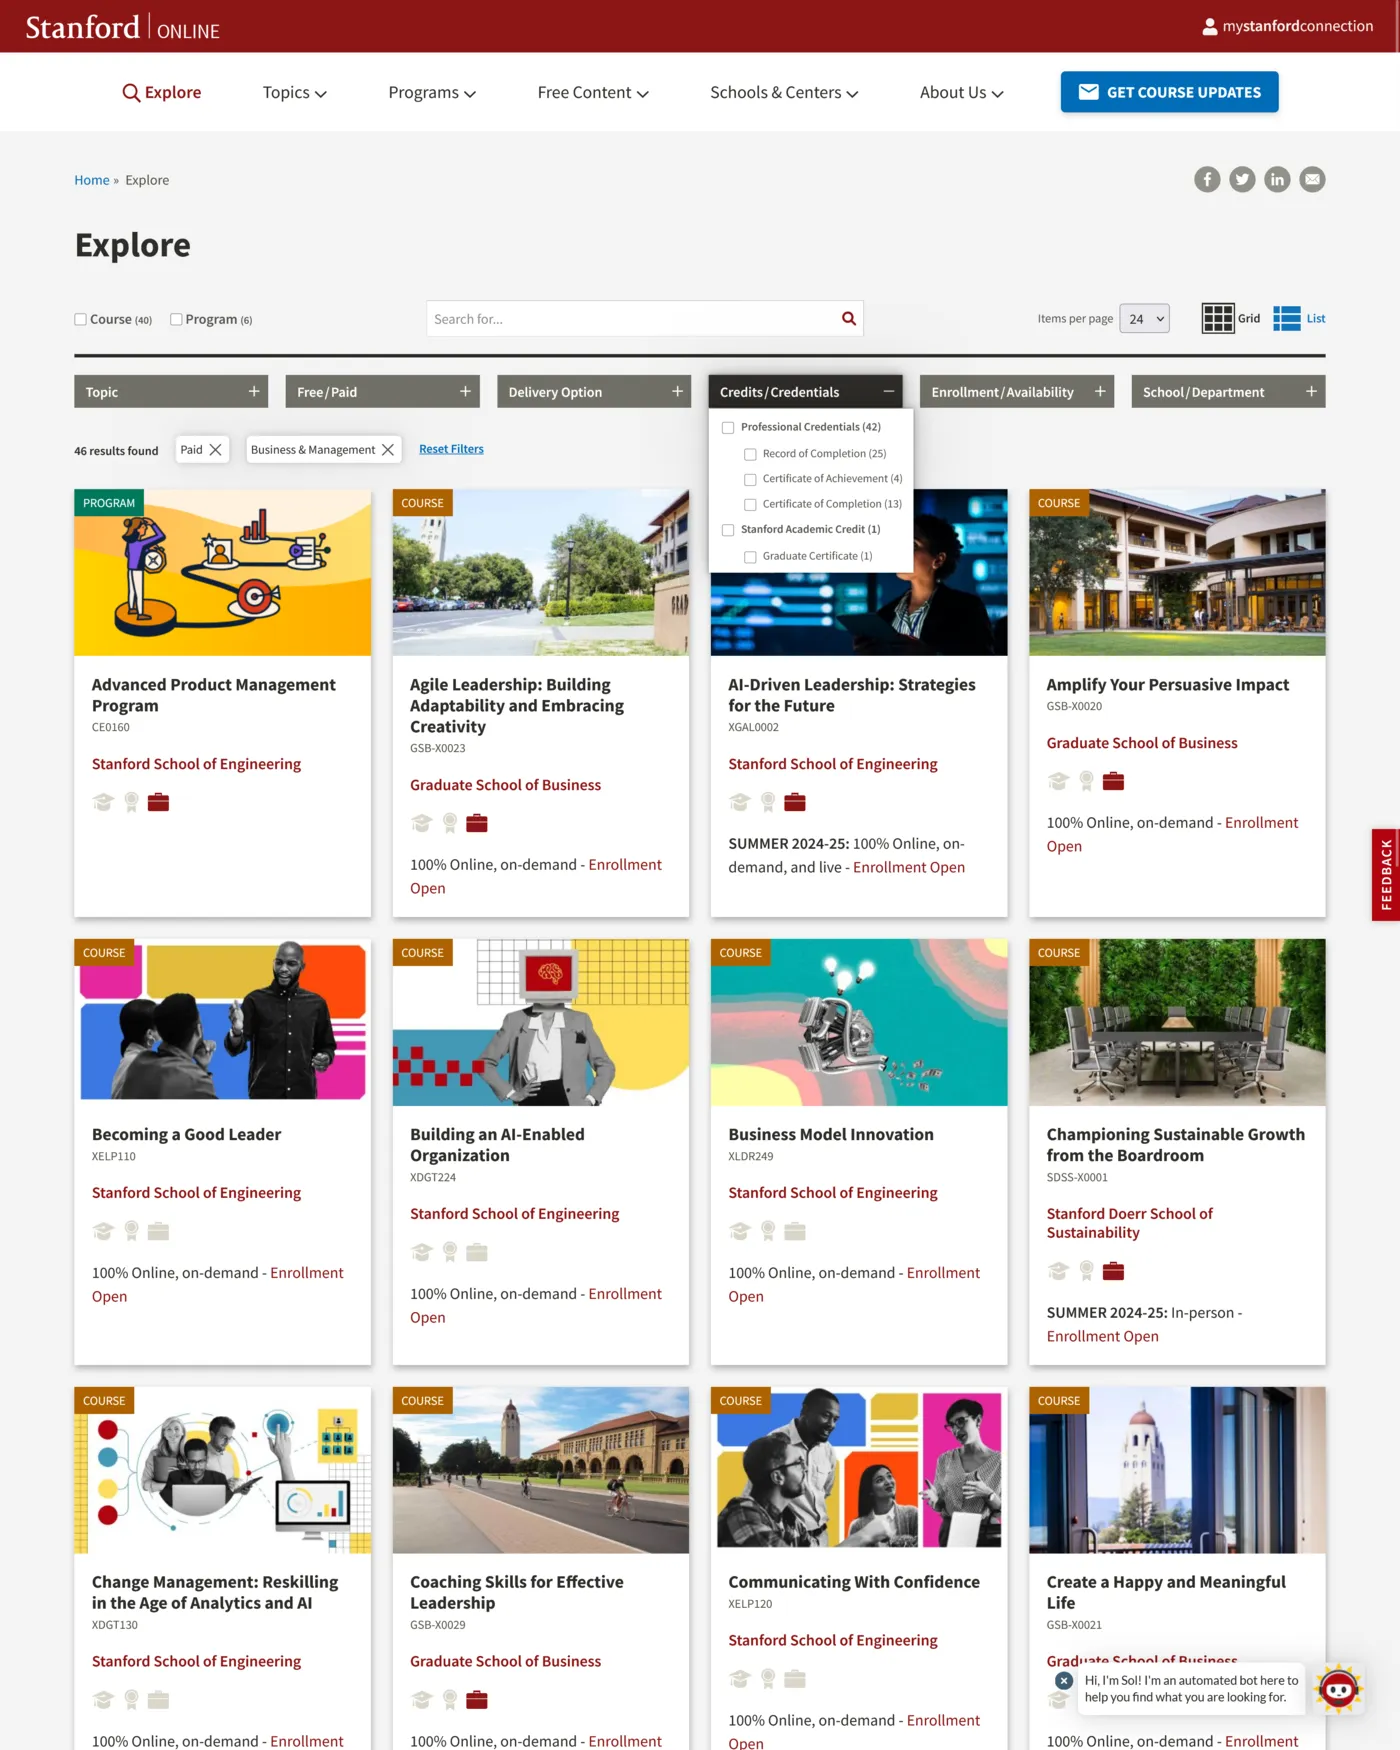 Stanford | ONLINE
mystanfordconnection
Explore
Topics
Programs
Free Content
Schools & Centers
About Us
GET COURSE UPDATES
Home » Explore
Explore
Course (40)
Program (6)
Search for...
Items per page
24
Grid
List
Topic +
Free/Paid +
Delivery Option +
Credits/Credentials −
Enrollment/Availability +
School/Department +
Professional Credentials (42)
Record of Completion (25)
Certificate of Achievement (4)
Certificate of Completion (13)
Stanford Academic Credit (1)
Graduate Certificate (1)
46 results found
Paid
Business & Management
Reset Filters
PROGRAM
Advanced Product Management
Program
CE0160
Stanford School of Engineering
COURSE
Agile Leadership: Building
Adaptability and Embracing
Creativity
GSB-X0023
Graduate School of Business
100% Online, on-demand - Enrollment
Open
AI-Driven Leadership: Strategies
for the Future
XGAL0002
Stanford School of Engineering
SUMMER 2024-25: 100% Online, on-
demand, and live - Enrollment Open
COURSE
Amplify Your Persuasive Impact
GSB-X0020
Graduate School of Business
100% Online, on-demand - Enrollment
Open
FEEDBACK
COURSE
Becoming a Good Leader
XELP110
Stanford School of Engineering
100% Online, on-demand - Enrollment
Open
COURSE
Building an AI-Enabled
Organization
XDGT224
Stanford School of Engineering
100% Online, on-demand - Enrollment
Open
COURSE
Business Model Innovation
XLDR249
Stanford School of Engineering
100% Online, on-demand - Enrollment
Open
COURSE
Championing Sustainable Growth
from the Boardroom
SDSS-X0001
Stanford Doerr School of
Sustainability
SUMMER 2024-25: In-person -
Enrollment Open
COURSE
Change Management: Reskilling
in the Age of Analytics and AI
XDGT130
Stanford School of Engineering
100% Online, on-demand - Enrollment
COURSE
Coaching Skills for Effective
Leadership
GSB-X0029
Graduate School of Business
100% Online, on-demand - Enrollment
COURSE
Communicating With Confidence
XELP120
Stanford School of Engineering
100% Online, on-demand - Enrollment
Open
COURSE
Create a Happy and Meaningful
Life
GSB-X0021
Graduate School of Business
100% Online, on-demand - Enrollment
Hi, I'm Sol! I'm an automated bot here to
help you find what you are looking for.